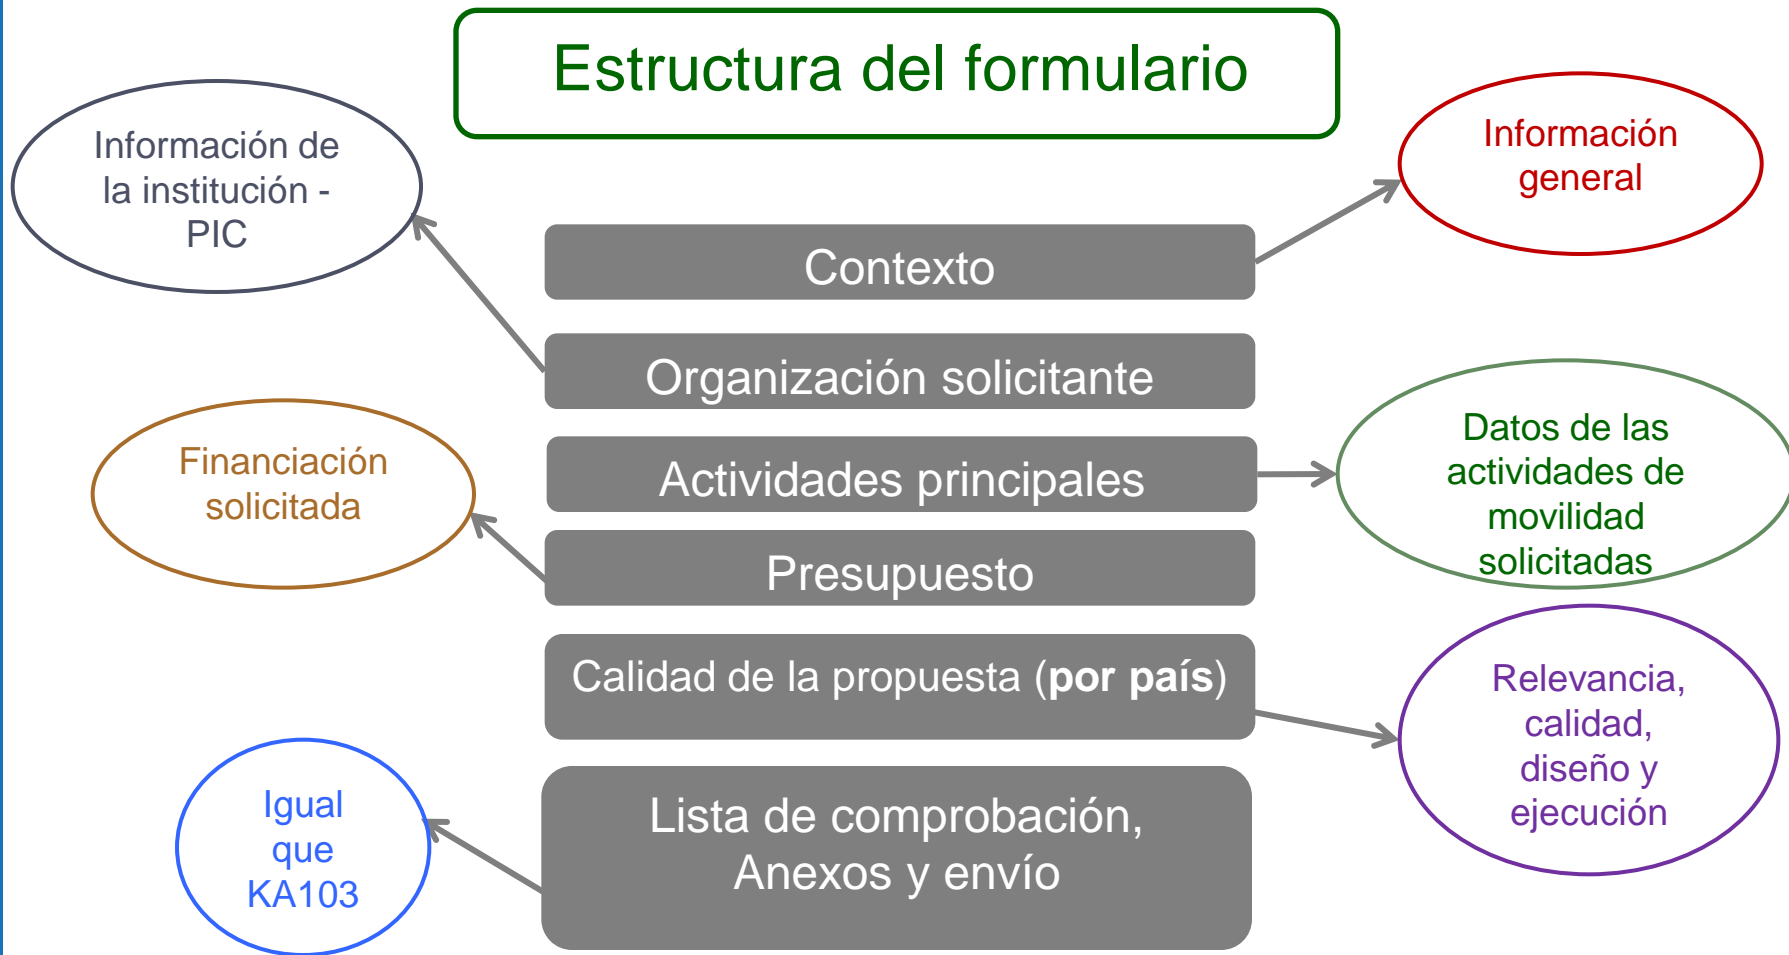 Estructura del formulario
Información de
la institución -
PIC
Información
general
Contexto
Organización solicitante
Financiación
solicitada
Actividades principales
Datos de las
actividades de
movilidad
solicitadas
Presupuesto
Calidad de la propuesta (por país)
Relevancia,
calidad,
diseño y
ejecución
Igual
que
KA103
Lista de comprobación,
Anexos y envío